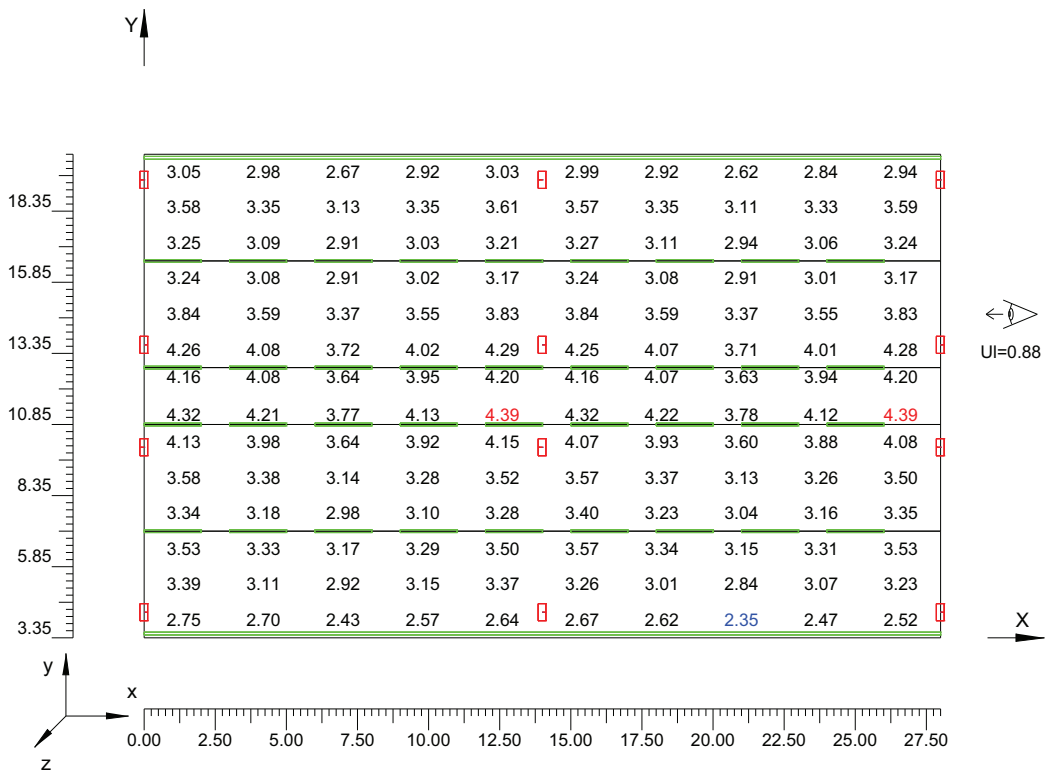 Y
3.05 2.98 2.67 2.92 3.03 2.99 2.92 2.62 2.84 2.94
18.35 3.58 3.35 3.13 3.35 3.61 3.57 3.35 3.11 3.33 3.59
3.25 3.09 2.91 3.03 3.21 3.27 3.11 2.94 3.06 3.24
15.85 3.24 3.08 2.91 3.02 3.17 3.24 3.08 2.91 3.01 3.17
3.84 3.59 3.37 3.55 3.83 3.84 3.59 3.37 3.55 3.83
13.35 4.26 4.08 3.72 4.02 4.29 4.25 4.07 3.71 4.01 4.28 UI=0.88
4.16 4.08 3.64 3.95 4.20 4.16 4.07 3.63 3.94 4.20
10.85 4.32 4.21 3.77 4.13 4.39 4.32 4.22 3.78 4.12 4.39
4.13 3.98 3.64 3.92 4.15 4.07 3.93 3.60 3.88 4.08
8.35 3.58 3.38 3.14 3.28 3.52 3.57 3.37 3.13 3.26 3.50
3.34 3.18 2.98 3.10 3.28 3.40 3.23 3.04 3.16 3.35
5.85 3.53 3.33 3.17 3.29 3.50 3.57 3.34 3.15 3.31 3.53
3.39 3.11 2.92 3.15 3.37 3.26 3.01 2.84 3.07 3.23
3.35 2.75 2.70 2.43 2.57 2.64 2.67 2.62 2.35 2.47 2.52 X
y
x
0.00 2.50 5.00 7.50 10.00 12.50 15.00 17.50 20.00 22.50 25.00 27.50
z